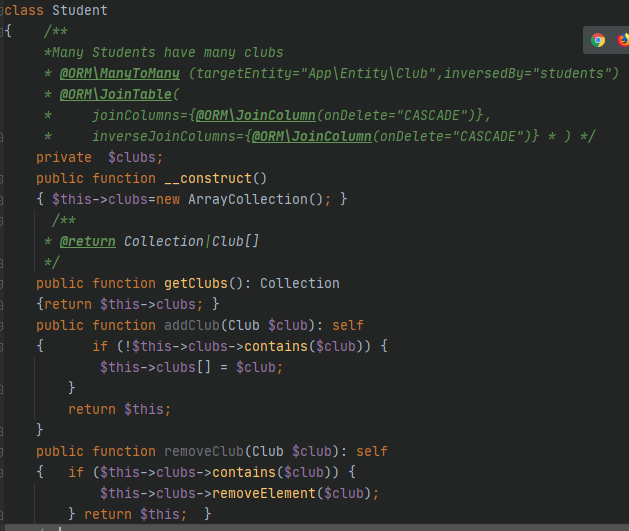 class Student
{    /**
     *Many Students have many clubs
     * @ORM\ManyToMany (targetEntity="App\Entity\Club",inversedBy="students")
     * @ORM\JoinTable(
     *     joinColumns={@ORM\JoinColumn(onDelete="CASCADE")},
     *     inverseJoinColumns={@ORM\JoinColumn(onDelete="CASCADE")} * ) */
    private  $clubs;
    public function __construct()
    { $this->clubs=new ArrayCollection(); }
      /**
     * @return Collection|Club[]
     */
    public function getClubs(): Collection
    {return $this->clubs; }
    public function addClub(Club $club): self
    {      if (!$this->clubs->contains($club)) {
            $this->clubs[] = $club;
        }
        return $this;
    }
    public function removeClub(Club $club): self
    {   if ($this->clubs->contains($club)) {
            $this->clubs->removeElement($club);
        } return $this;  }